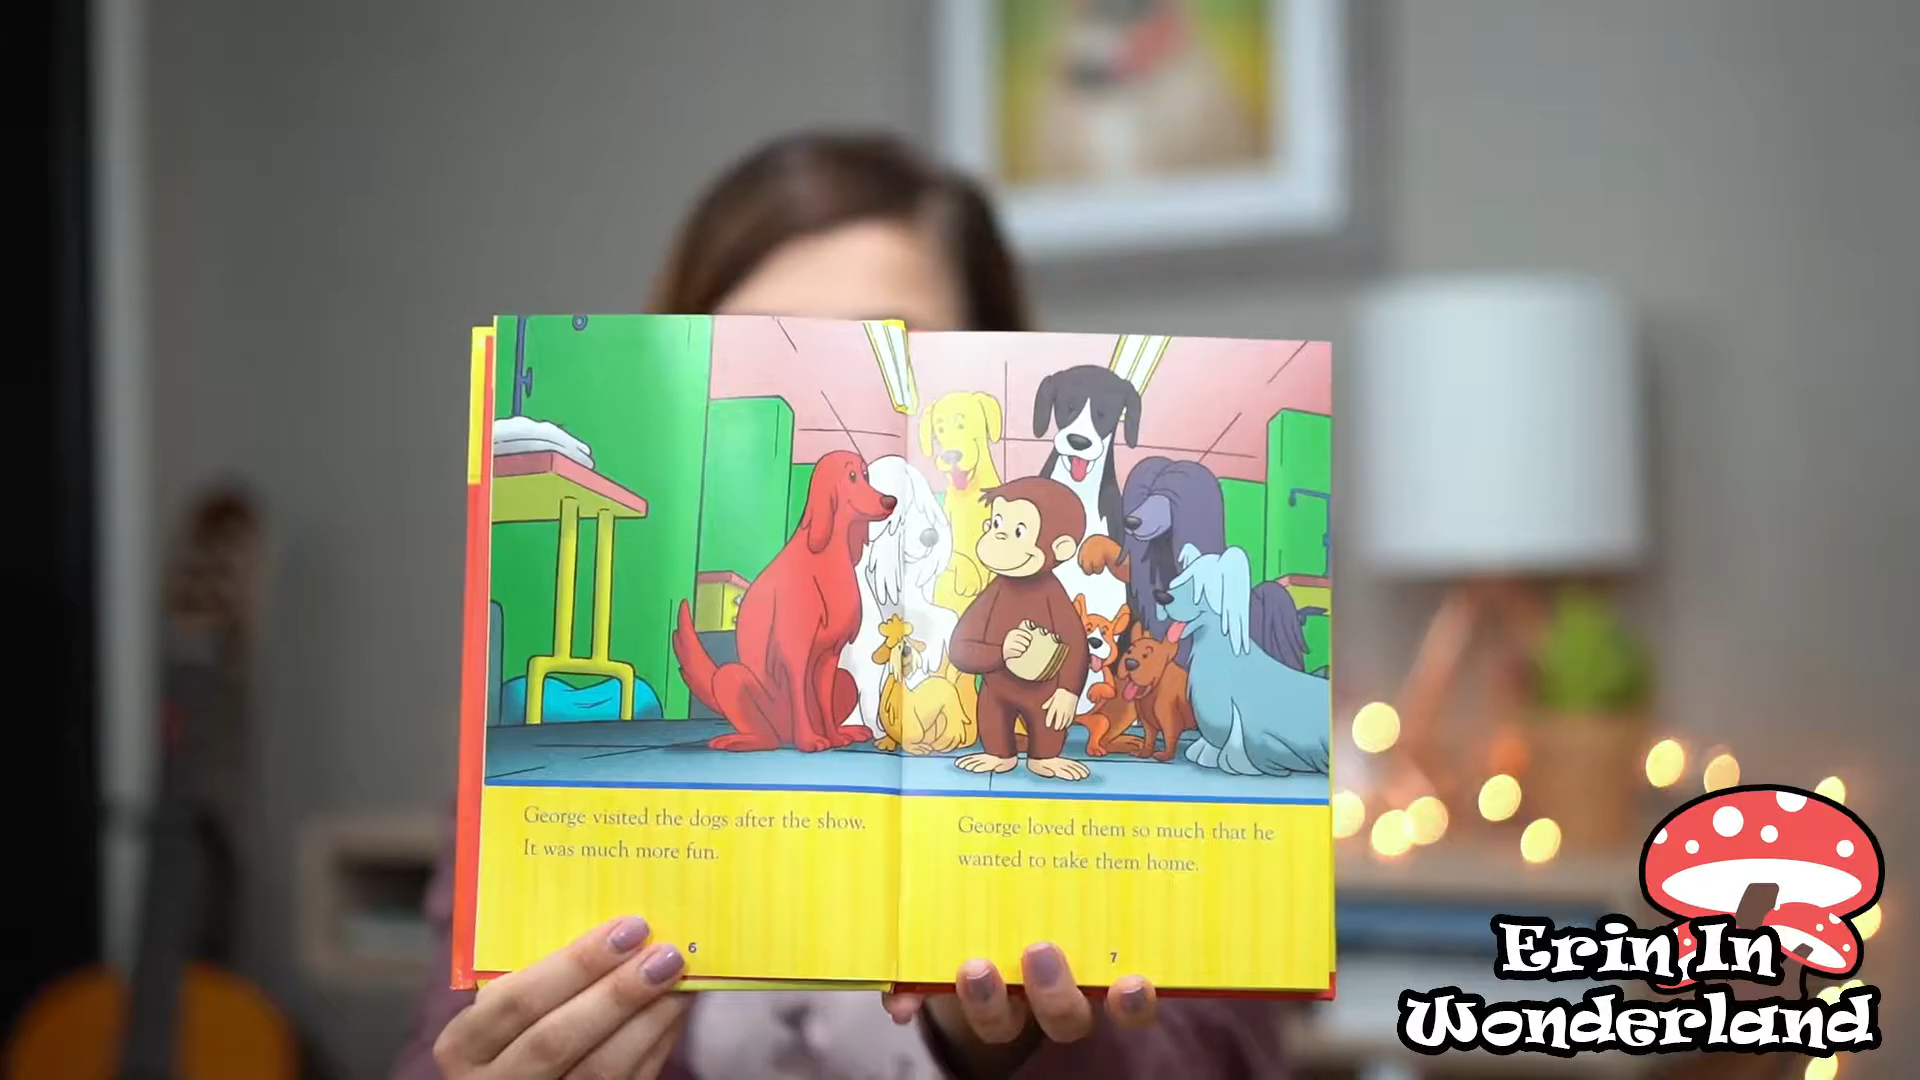 George visited the dogs after the show.
It was much more fun.
6
George loved them so much that he
wanted to take them home.
7
Erin In
Wonderland